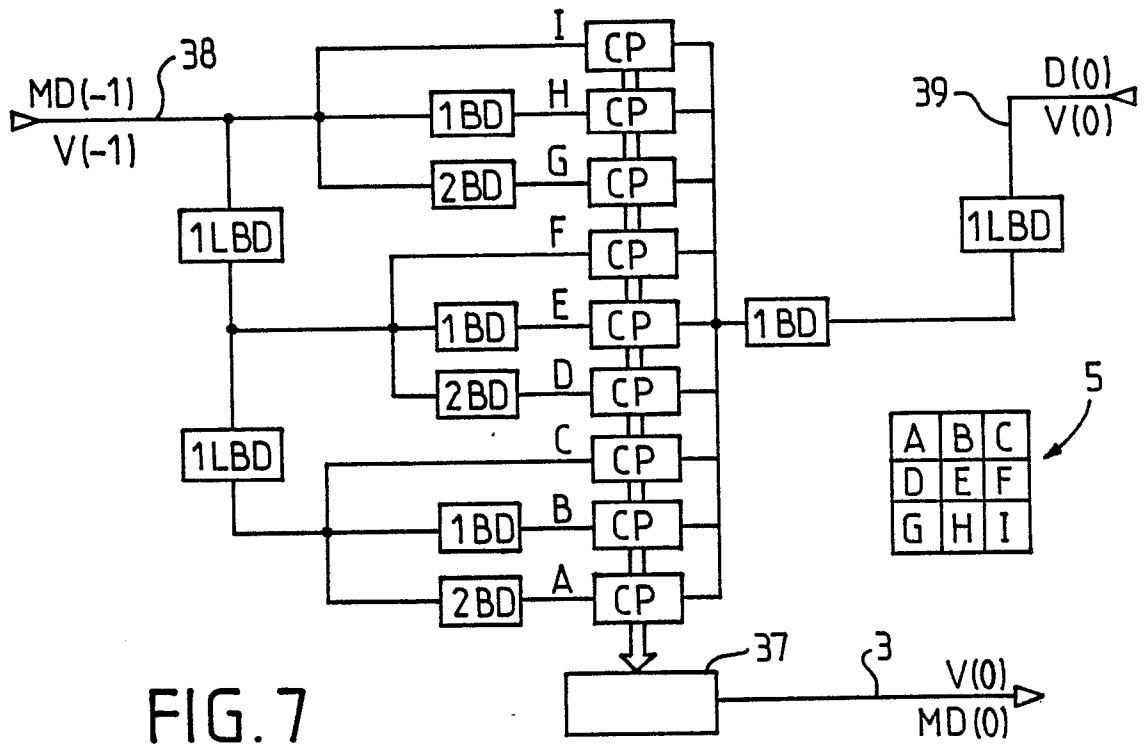 38
MD(-1)
V(-1)
I
CP
H
1BD
CP
G
2BD
CP
1LBD
F
CP
E
1BD
CP
D
2BD
CP
1LBD
C
CP
B
1BD
CP
A
2BD
CP
39
D(0)
V(0)
1LBD
1BD
5
A B C
D E F
G H I
37
3
V(0)
MD(0)
FIG. 7